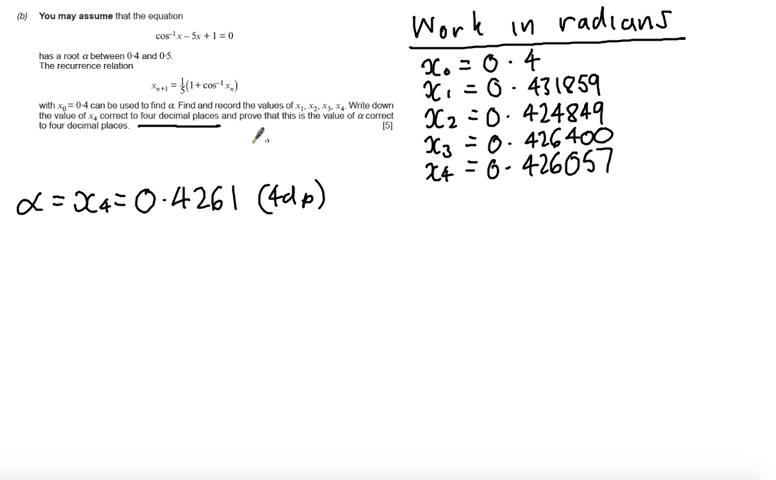 (b) You may assume that the equation
cos⁻¹x – 5x + 1 = 0
has a root α between 0·4 and 0·5.
The recurrence relation
xₙ₊₁ = 1/5(1 + cos⁻¹xₙ)
with x₀ = 0·4 can be used to find α. Find and record the values of x₁, x₂, x₃, x₄. Write down
the value of x₄ correct to four decimal places and prove that this is the value of α correct
to four decimal places. [5]
Work in radians
x₀ = 0·4
x₁ = 0·431859
x₂ = 0·424849
x₃ = 0·426400
x₄ = 0·426057
α = x₄ = 0·4261 (4dp)